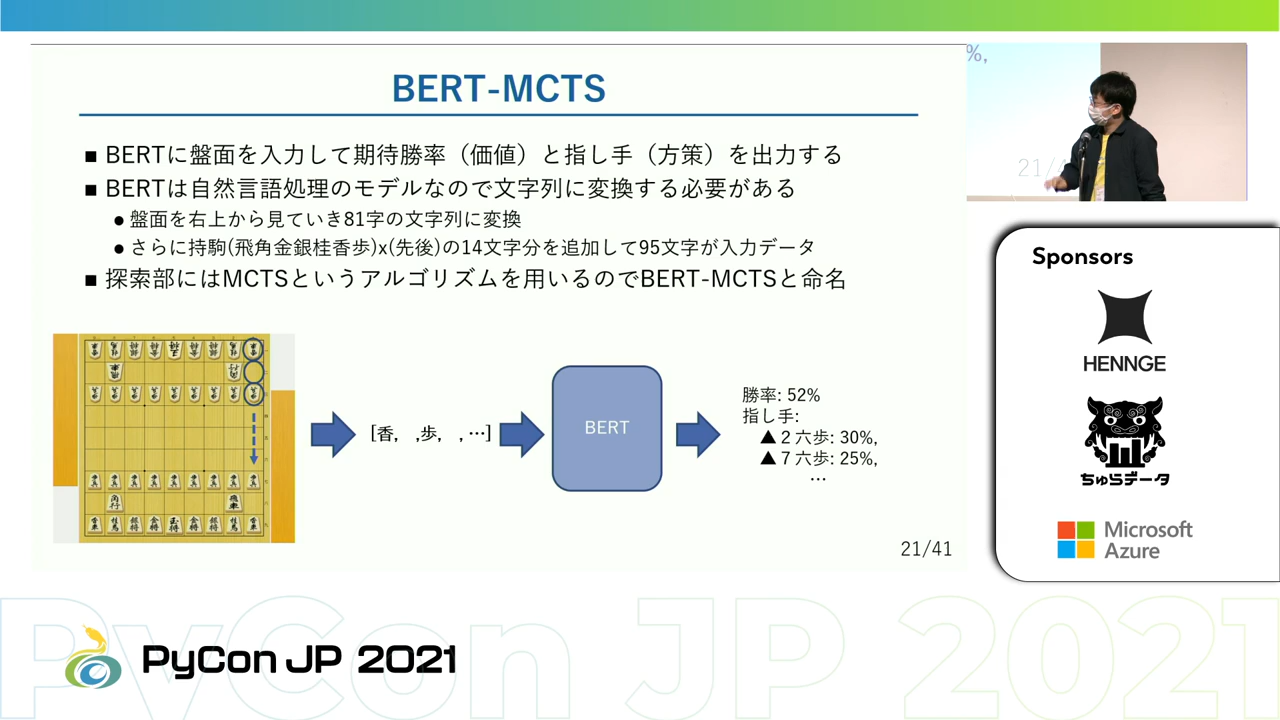 BERT-MCTS
■ BERTに盤面を入力して期待勝率（価値）と指し手（方策）を出力する
■ BERTは自然言語処理のモデルなので文字列に変換する必要がある
● 盤面を右上から見ていき81字の文字列に変換
● さらに持駒(飛角金銀桂香歩)x(先後)の14文字分を追加して95文字が入力データ
■ 探索部にはMCTSというアルゴリズムを用いるのでBERT-MCTSと命名
[香, ,歩, , …]
BERT
勝率: 52%
指し手:
▲２六歩: 30%,
▲７六歩: 25%,
…
21/41
%,
21/4
Sponsors
HENNGE
ちゅらデータ
Microsoft
Azure
PyCon JP 2021
PyCon JP 2021